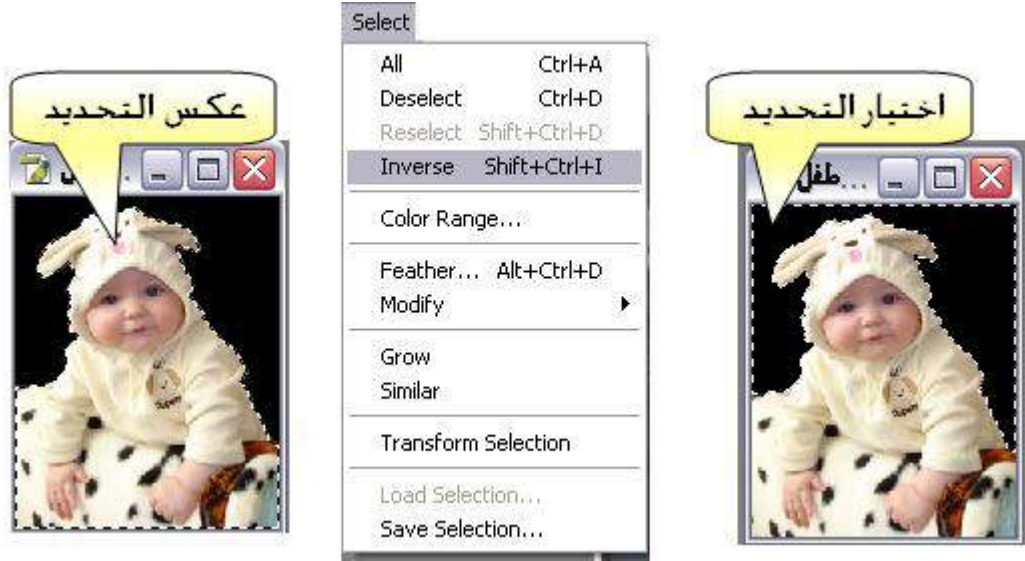 Select
All Ctrl+A
Deselect Ctrl+D
Reselect Shift+Ctrl+D
Inverse Shift+Ctrl+I
Color Range...
Feather... Alt+Ctrl+D
Modify
Grow
Similar
Transform Selection
Load Selection...
Save Selection...
اختيار التحديد
طفل...
عكس التحديد